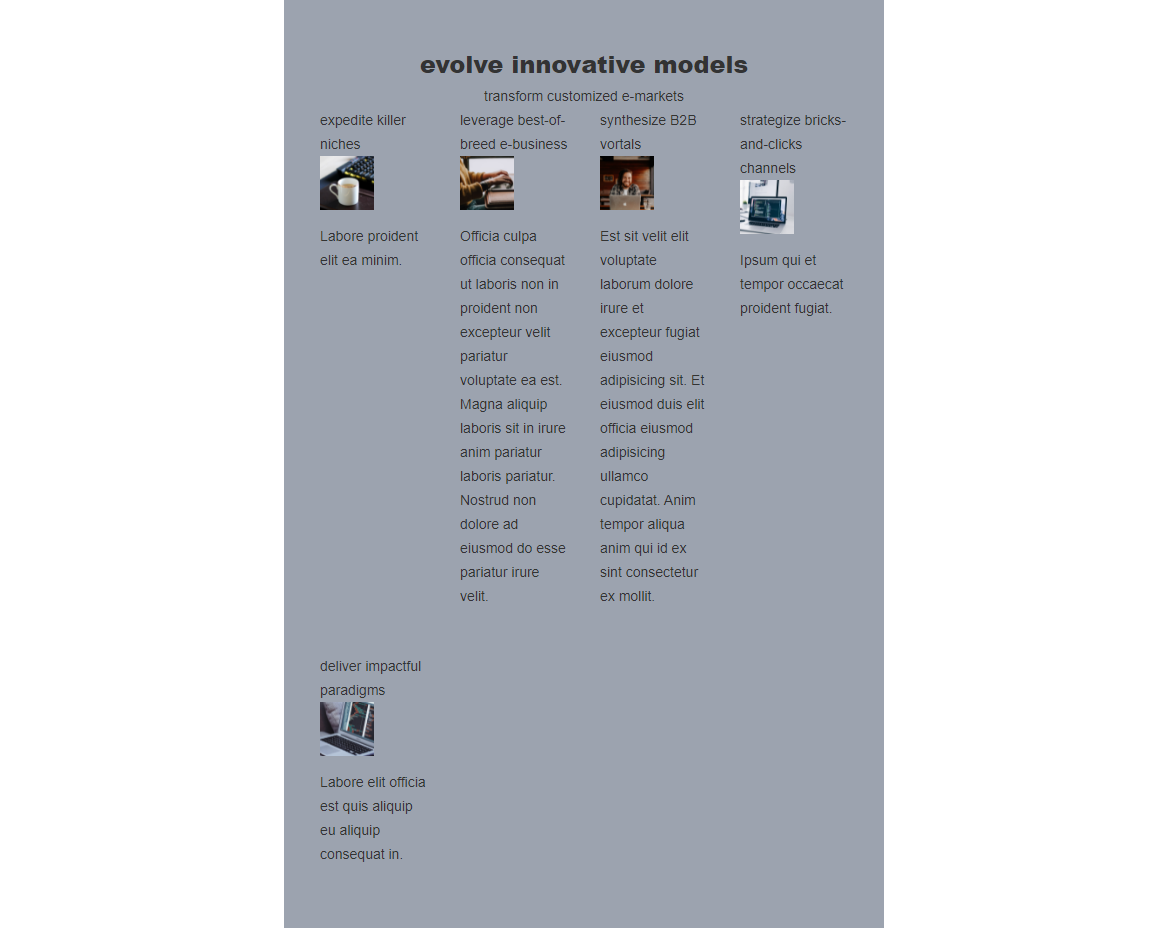 evolve innovative models
transform customized e-markets
expedite killer
niches
Labore proident
elit ea minim.
leverage best-of-
breed e-business
Officia culpa
officia consequat
ut laboris non in
proident non
excepteur velit
pariatur
voluptate ea est.
Magna aliquip
laboris sit in irure
anim pariatur
laboris pariatur.
Nostrud non
dolore ad
eiusmod do esse
pariatur irure
velit.
synthesize B2B
vortals
Est sit velit elit
voluptate
laborum dolore
irure et
excepteur fugiat
eiusmod
adipisicing sit. Et
eiusmod duis elit
officia eiusmod
adipisicing
ullamco
cupidatat. Anim
tempor aliqua
anim qui id ex
sint consectetur
ex mollit.
strategize bricks-
and-clicks
channels
Ipsum qui et
tempor occaecat
proident fugiat.
deliver impactful
paradigms
Labore elit officia
est quis aliquip
eu aliquip
consequat in.